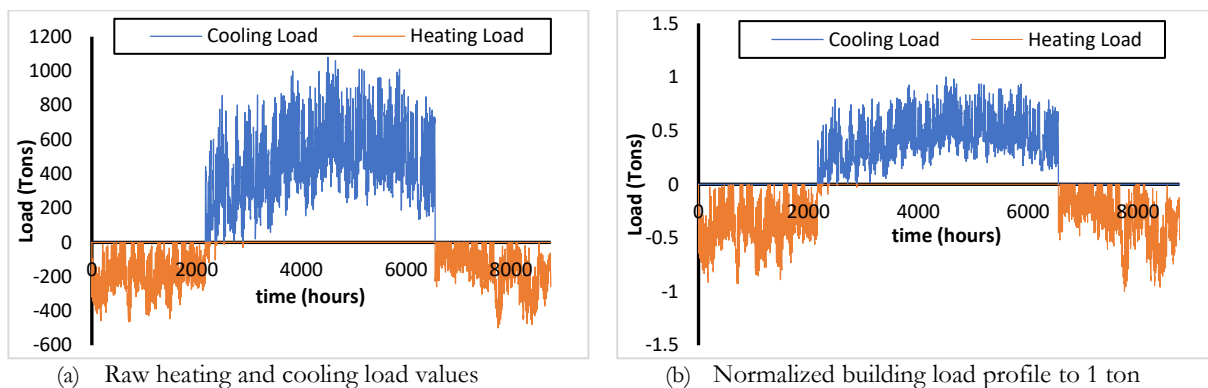 Cooling Load Heating Load
1200
1000
800
600
400
200
0
-200
-400
-600
Load (Tons)
0 2000 4000 6000 8000
time (hours)
(a) Raw heating and cooling load values
Cooling Load Heating Load
1.5
1
0.5
0
-0.5
-1
-1.5
Load (Tons)
0 2000 4000 6000 8000
time (hours)
(b) Normalized building load profile to 1 ton